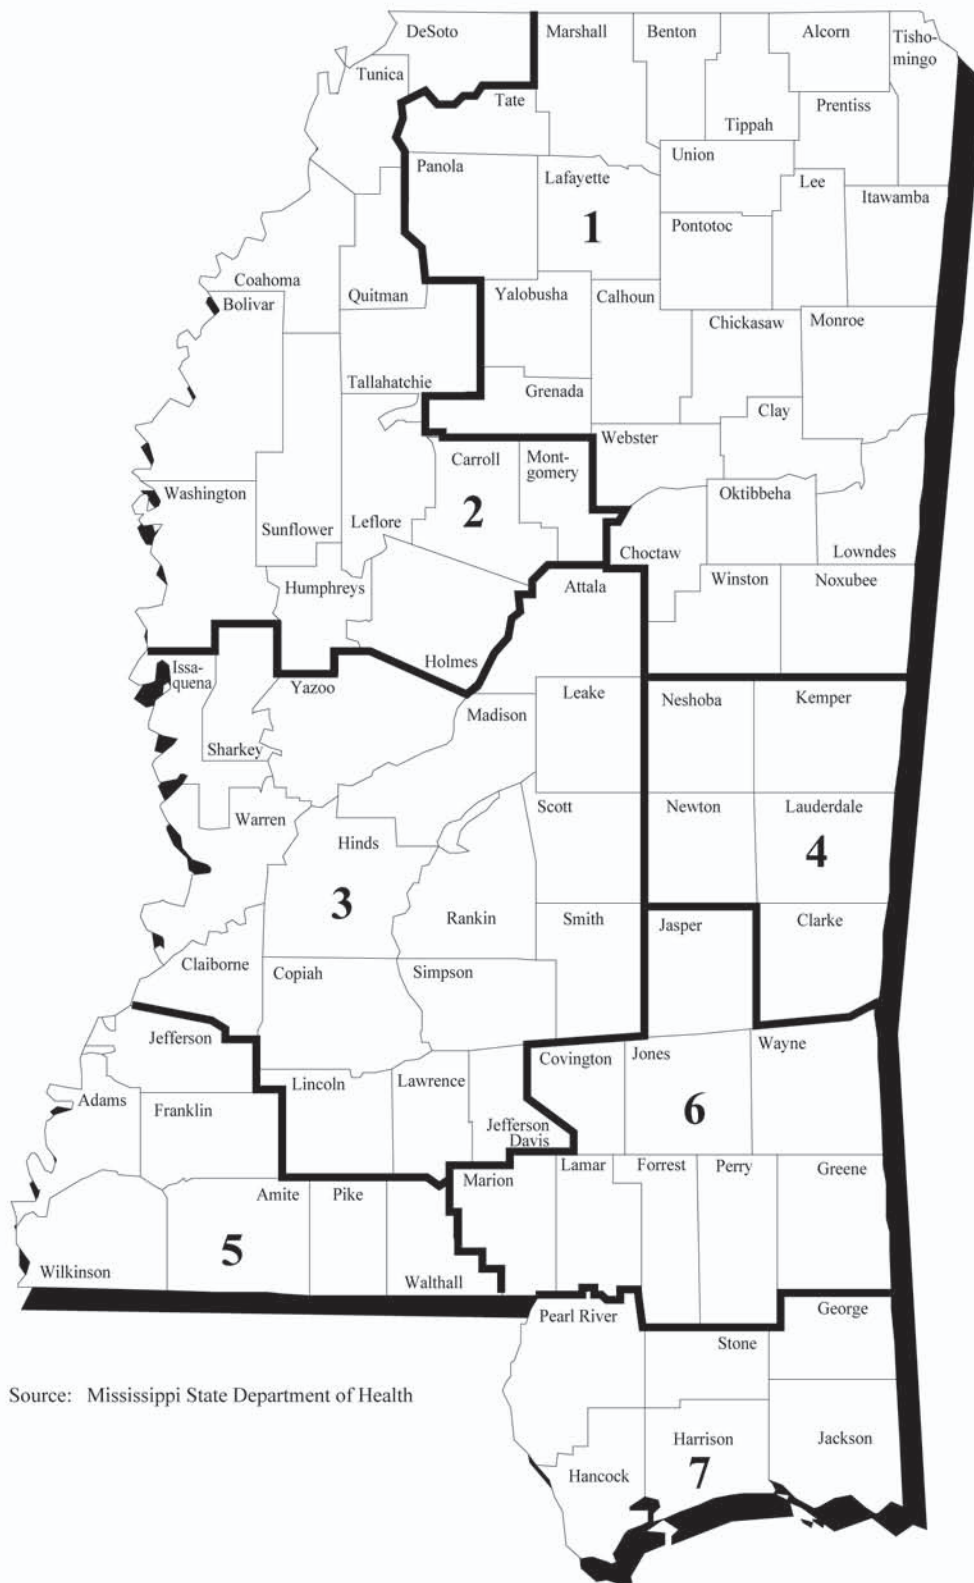 DeSoto
Marshall
Benton
Alcorn
Tisho-
mingo
Tunica
Tate
Prentiss
Tippah
Panola
Union
Lafayette
Lee
Itawamba
1
Pontotoc
Coahoma
Quitman
Yalobusha
Calhoun
Bolivar
Chickasaw
Monroe
Tallahatchie
Grenada
Clay
Webster
Carroll
Mont-
gomery
Washington
Oktibbeha
Sunflower
Leflore
2
Choctaw
Lowndes
Humphreys
Attala
Winston
Noxubee
Issa-
quena
Holmes
Yazoo
Leake
Neshoba
Kemper
Madison
Sharkey
Scott
Newton
Lauderdale
Warren
Hinds
4
3
Rankin
Smith
Jasper
Clarke
Claiborne
Copiah
Simpson
Jefferson
Covington
Jones
Wayne
Lincoln
Lawrence
Adams
Franklin
6
Jefferson
Davis
Marion
Lamar
Forrest
Perry
Greene
Amite
Pike
5
Wilkinson
Walthall
George
Pearl River
Stone
Source: Mississippi State Department of Health
Harrison
Jackson
Hancock
7